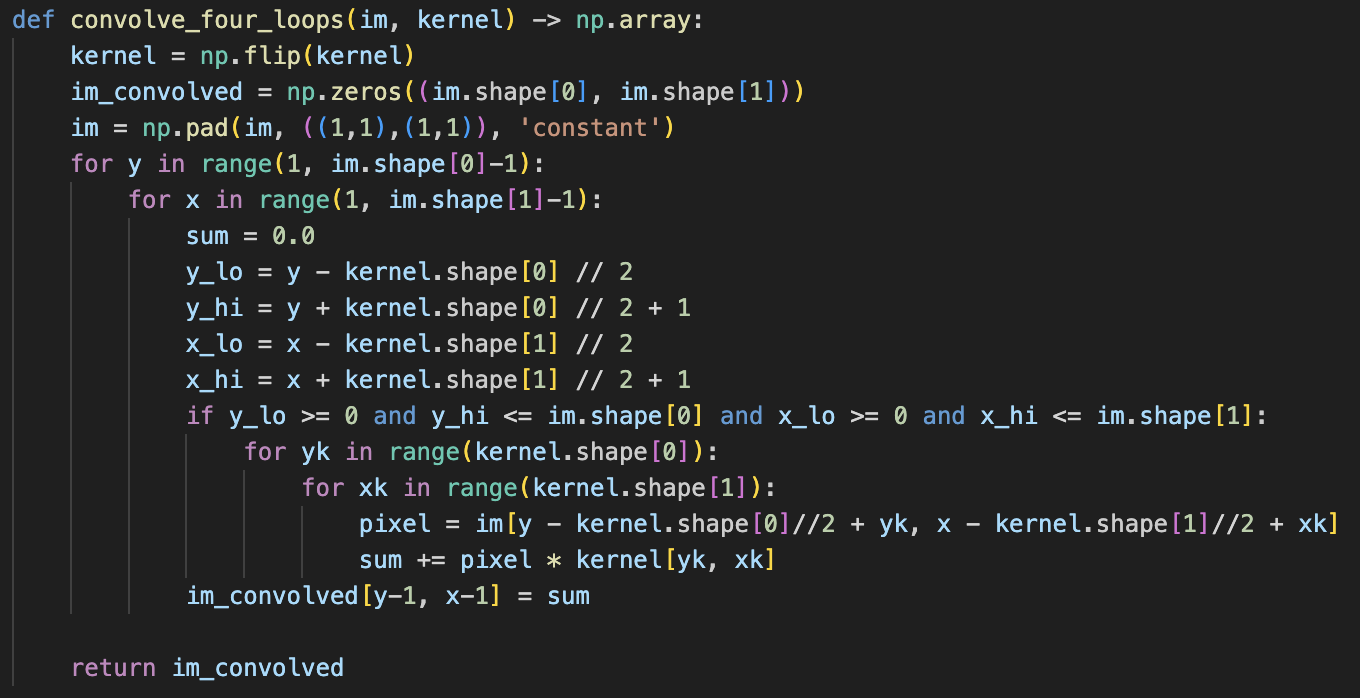 def convolve_four_loops(im, kernel) -> np.array:
    kernel = np.flip(kernel)
    im_convolved = np.zeros((im.shape[0], im.shape[1]))
    im = np.pad(im, ((1,1),(1,1)), 'constant')
    for y in range(1, im.shape[0]-1):
        for x in range(1, im.shape[1]-1):
            sum = 0.0
            y_lo = y - kernel.shape[0] // 2
            y_hi = y + kernel.shape[0] // 2 + 1
            x_lo = x - kernel.shape[1] // 2
            x_hi = x + kernel.shape[1] // 2 + 1
            if y_lo >= 0 and y_hi <= im.shape[0] and x_lo >= 0 and x_hi <= im.shape[1]:
                for yk in range(kernel.shape[0]):
                    for xk in range(kernel.shape[1]):
                        pixel = im[y - kernel.shape[0]//2 + yk, x - kernel.shape[1]//2 + xk]
                        sum += pixel * kernel[yk, xk]
            im_convolved[y-1, x-1] = sum

    return im_convolved